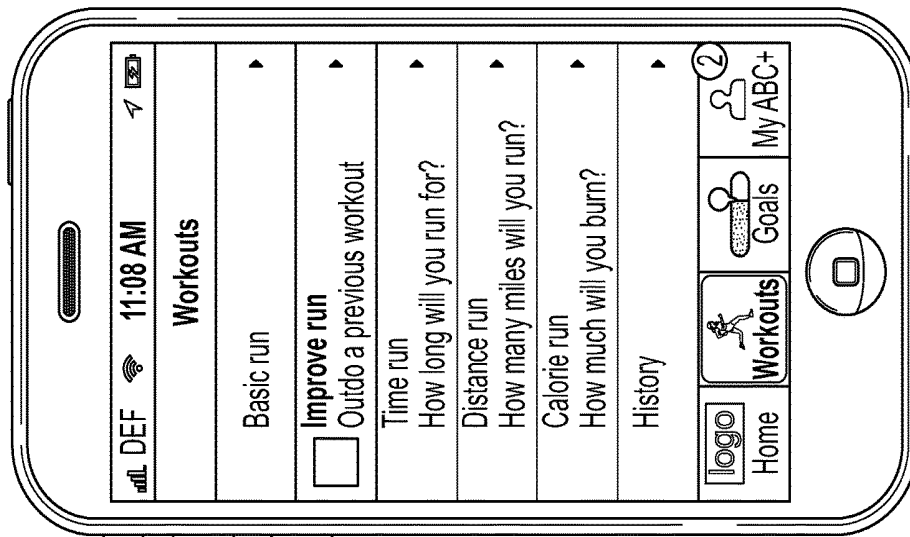 DEF 11:08 AM
Workouts
Basic run
Improve run
Outdo a previous workout
Time run
How long will you run for?
Distance run
How many miles will you run?
Calorie run
How much will you burn?
History
2
logo
Home
Workouts
Goals
My ABC+